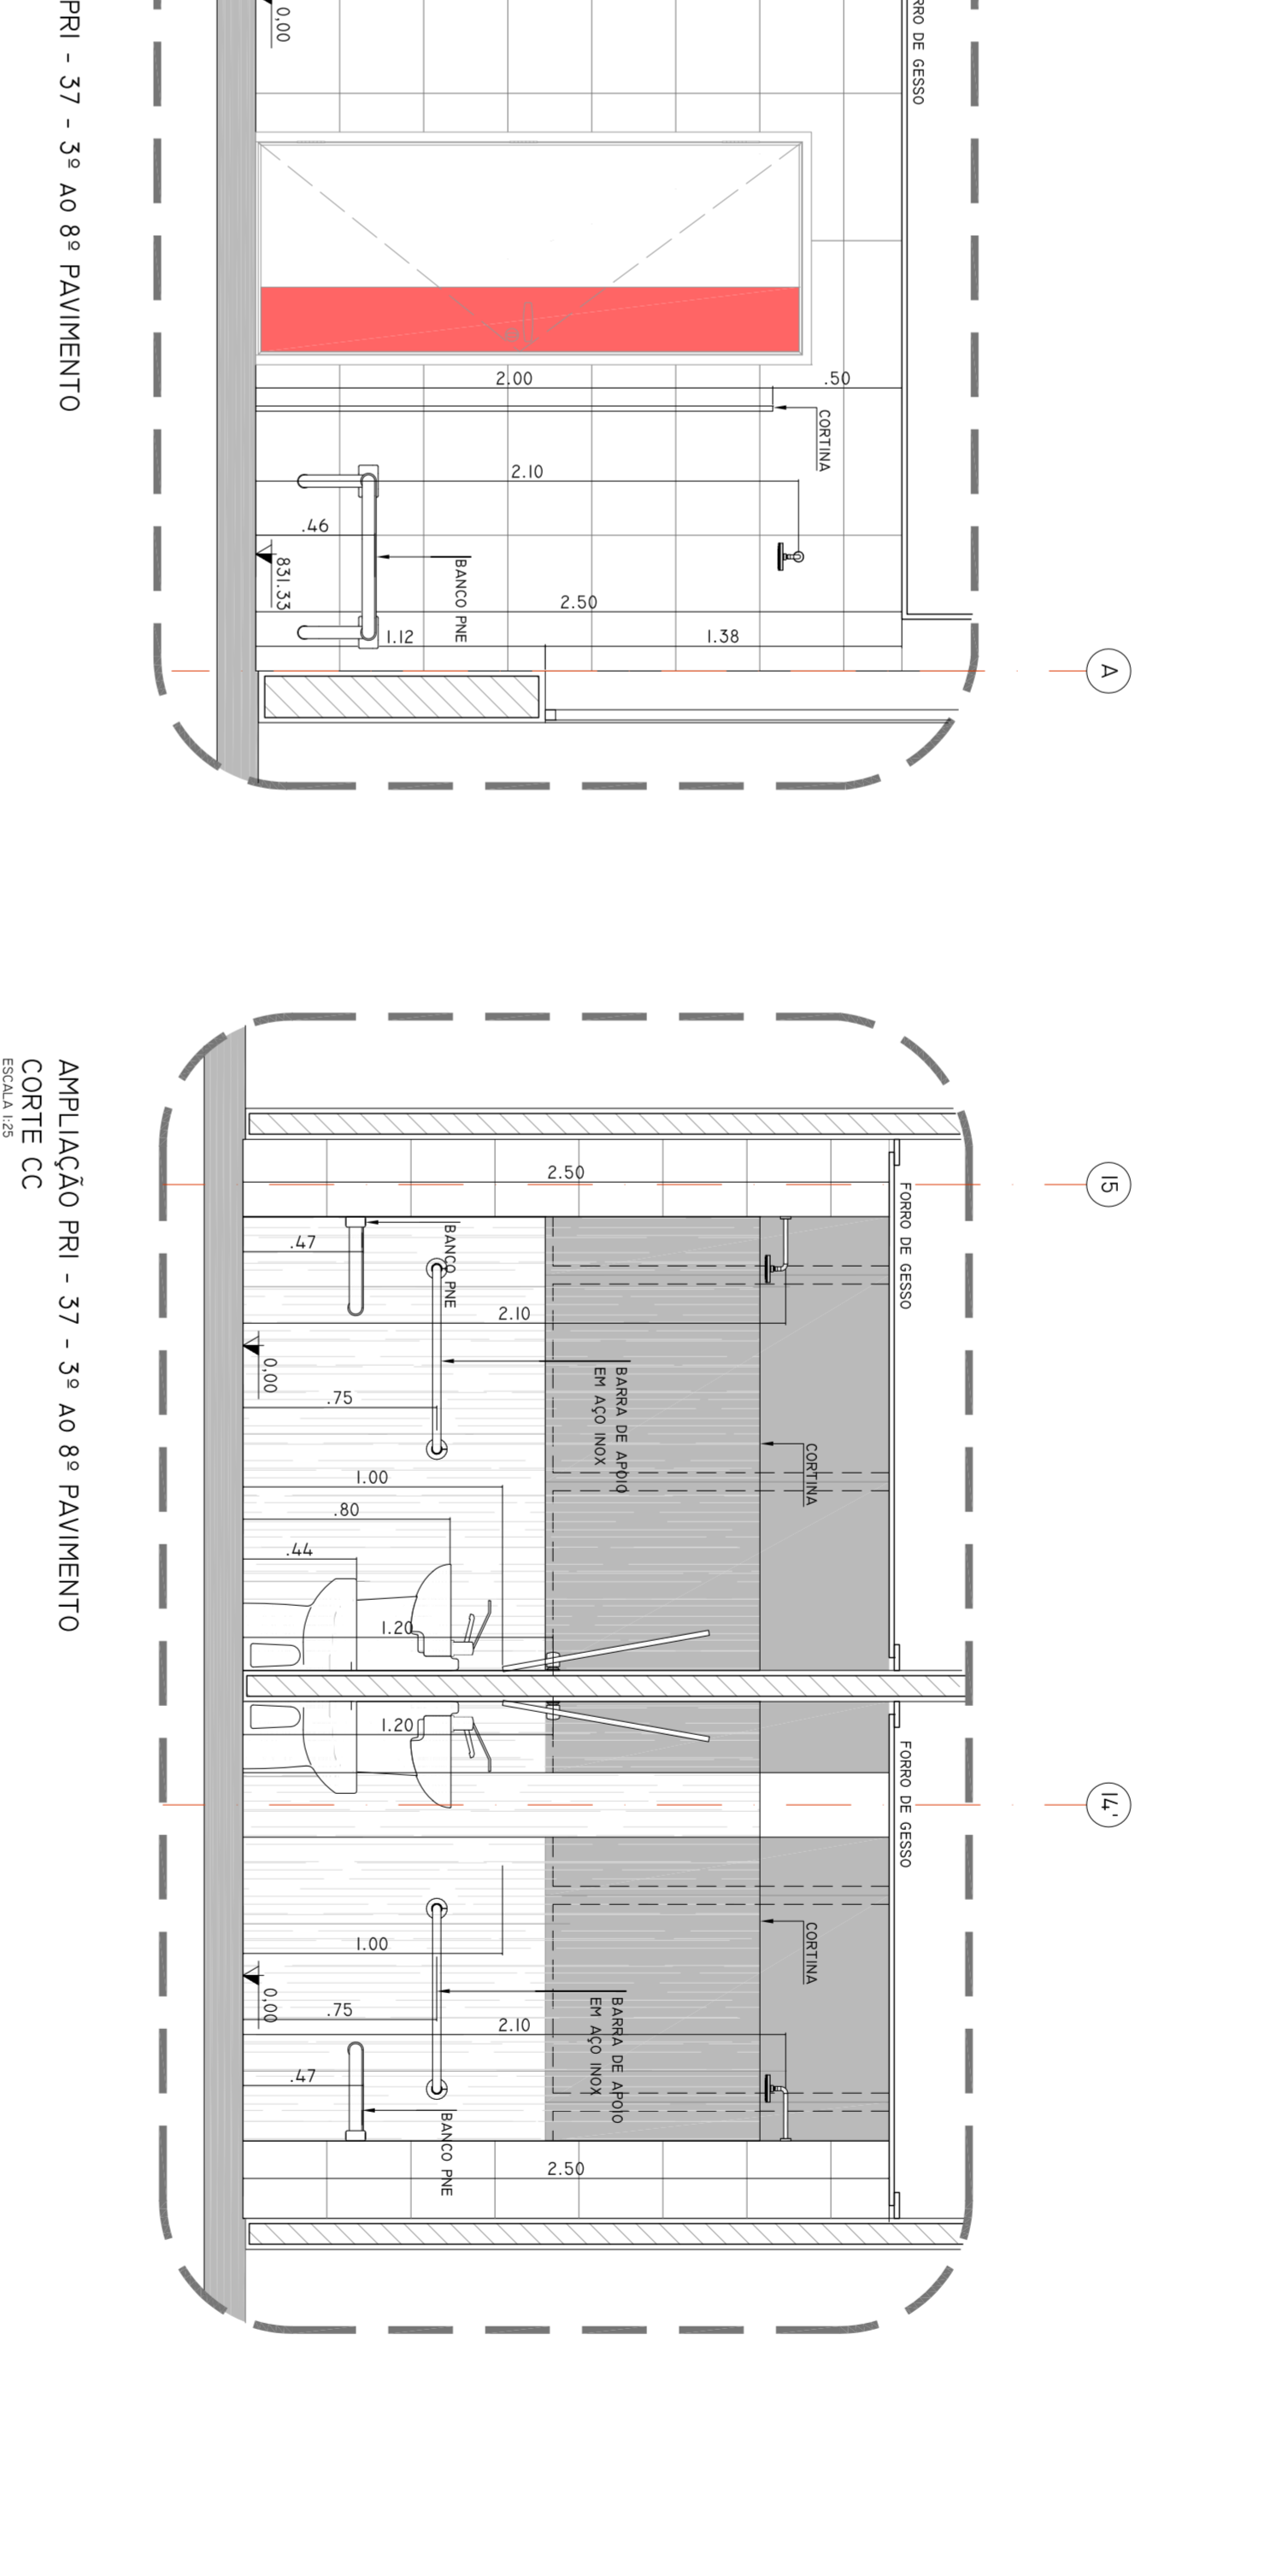 RRO DE GESSO
0,00
2.00
.50
CORTINA
2.10
.46
BANCO PNE
831.33
2.50
1.12
1.38
A
PRI - 37 - 3º AO 8º PAVIMENTO
15
FORRO DE GESSO
2.50
BANCO PNE
.47
2.10
0,00
BARRA DE APOIO
EM AÇO INOX
.75
CORTINA
1.00
.80
.44
1.20
1.20
FORRO DE GESSO
14'
CORTINA
1.00
0,00
.75
BARRA DE APOIO
EM AÇO INOX
2.10
.47
BANCO PNE
2.50
AMPLIAÇÃO PRI - 37 - 3º AO 8º PAVIMENTO
CORTE CC
ESCALA 1:25